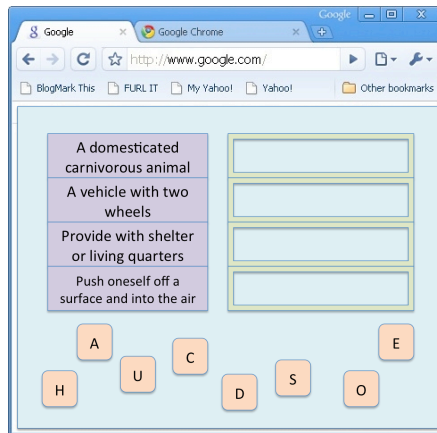 Google
Google
Google Chrome
http://www.google.com/
BlogMark This
FURL IT
My Yahoo!
Yahoo!
Other bookmarks
A domesticated
carnivorous animal
A vehicle with two
wheels
Provide with shelter
or living quarters
Push oneself off a
surface and into the air
A
C
E
U
S
H
D
O